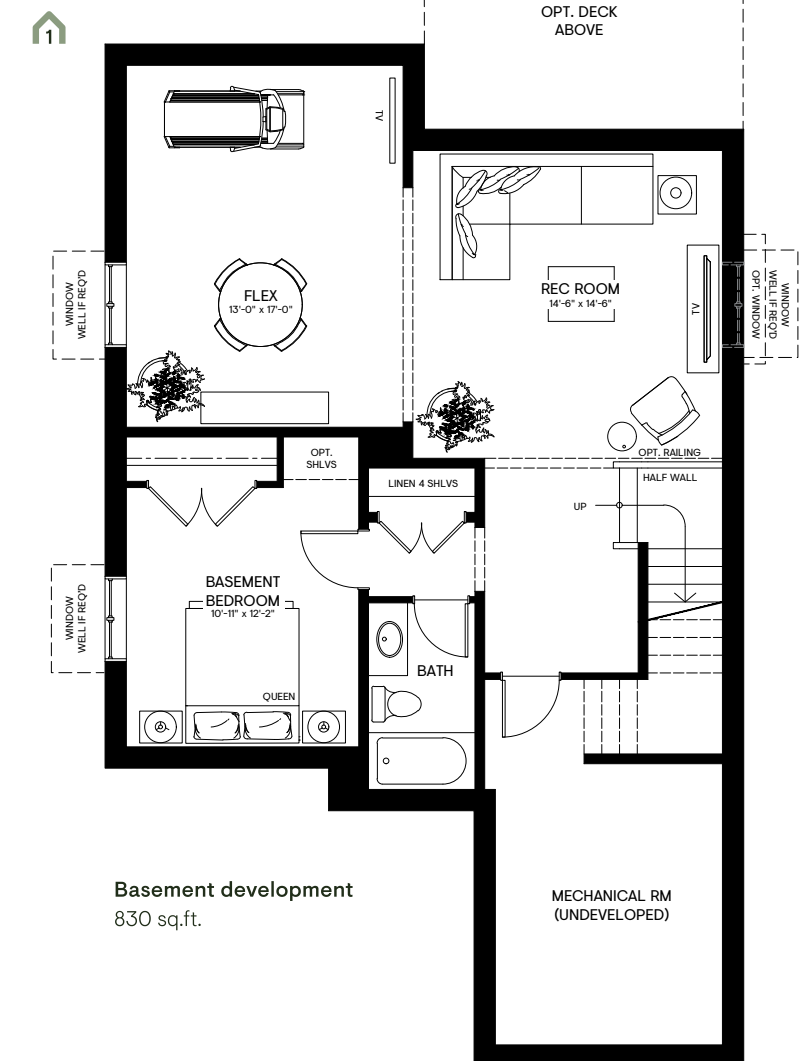 1
OPT. DECK
ABOVE
TV
FLEX
13'-0" x 17'-0"
WINDOW
WELL IF REQ'D
REC ROOM
14'-6" x 14'-6"
TV
OPT. WINDOW
WINDOW
WELL IF REQ'D
OPT. RAILING
HALF WALL
UP
OPT.
SHLVS
LINEN 4 SHLVS
BASEMENT
BEDROOM
10'-11" x 12'-2"
WINDOW
WELL IF REQ'D
QUEEN
BATH
Basement development
830 sq.ft.
MECHANICAL RM
(UNDEVELOPED)